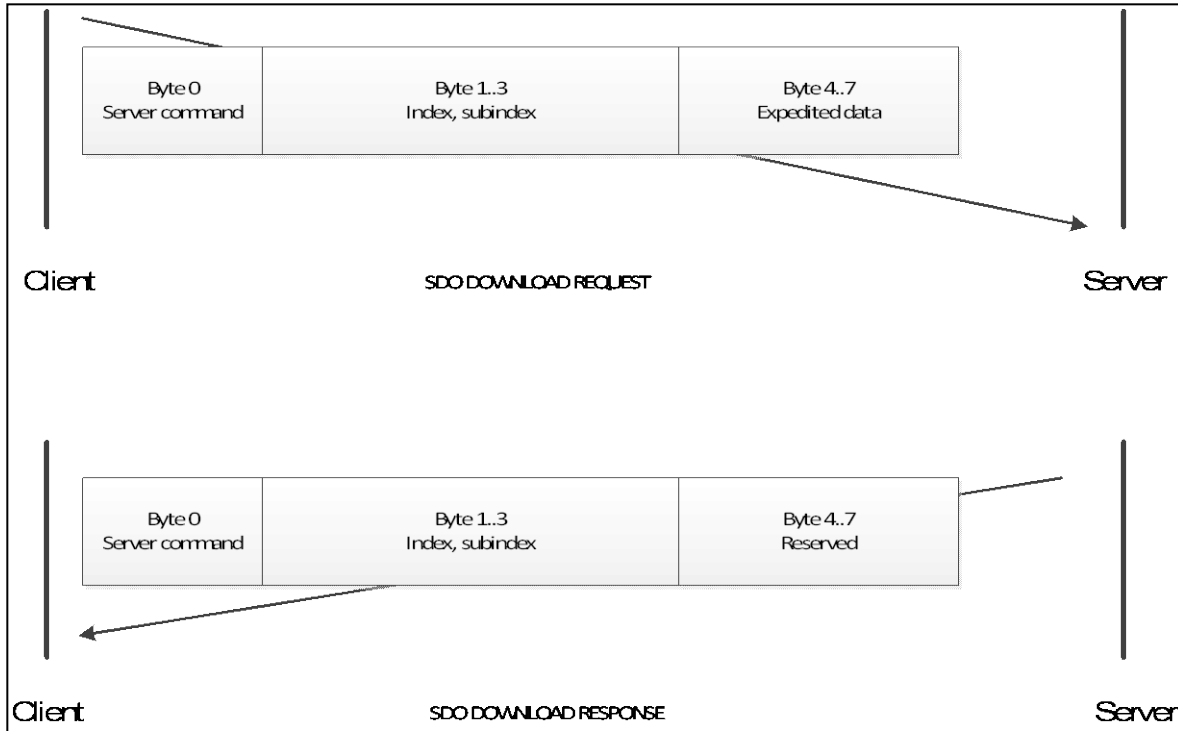 Byte 0
Server command
Byte 1..3
Index, subindex
Byte 4..7
Expedited data
Client
SDO DOWNLOAD REQUEST
Server
Byte 0
Server command
Byte 1..3
Index, subindex
Byte 4..7
Reserved
Client
SDO DOWNLOAD RESPONSE
Server